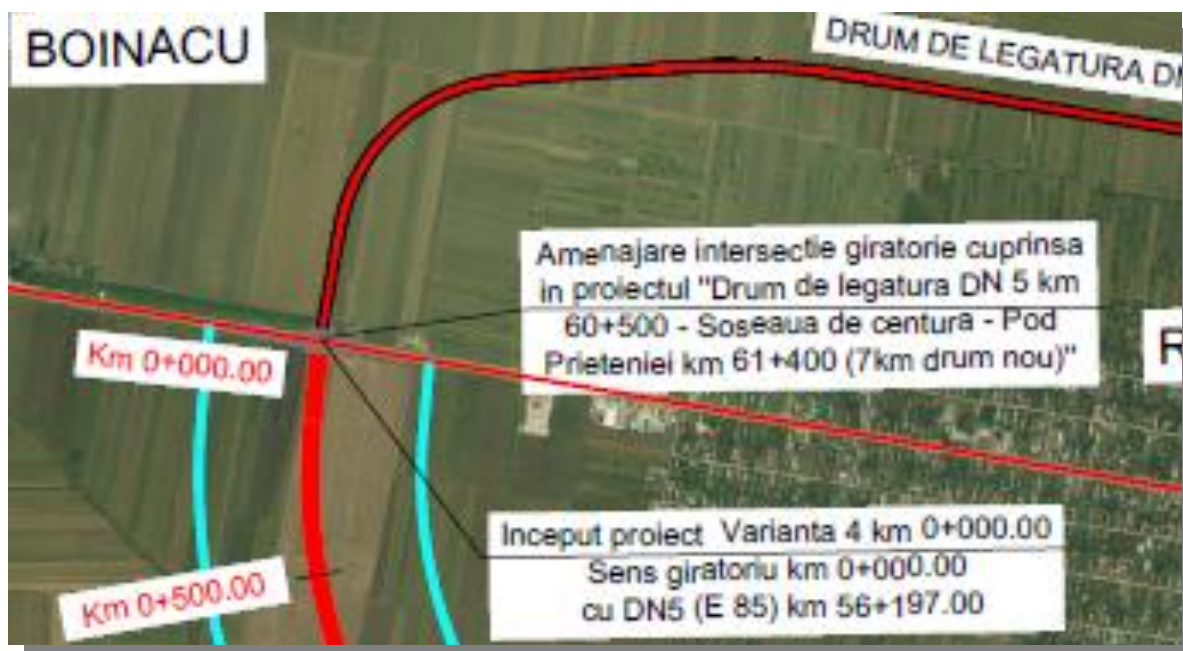 BOINACU
DRUM DE LEGATURA
Amenajare intersectie giratorie cuprinsa
in proiectul "Drum de legatura DN 5 km
60+500 - Soseaua de centura - Pod
Prieteniei km 61+400 (7km drum nou)"
R
Km 0+000.00
Inceput proiect Varianta 4 km 0+000.00
Sens giratoriu km 0+000.00
cu DN5 (E 85) km 56+197.00
Km 0+500.00